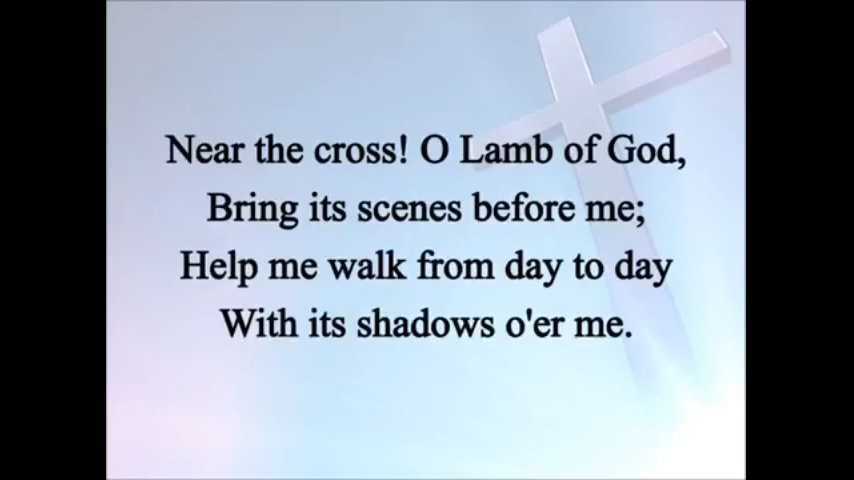 Near the cross! O Lamb of God,
Bring its scenes before me;
Help me walk from day to day
With its shadows o'er me.